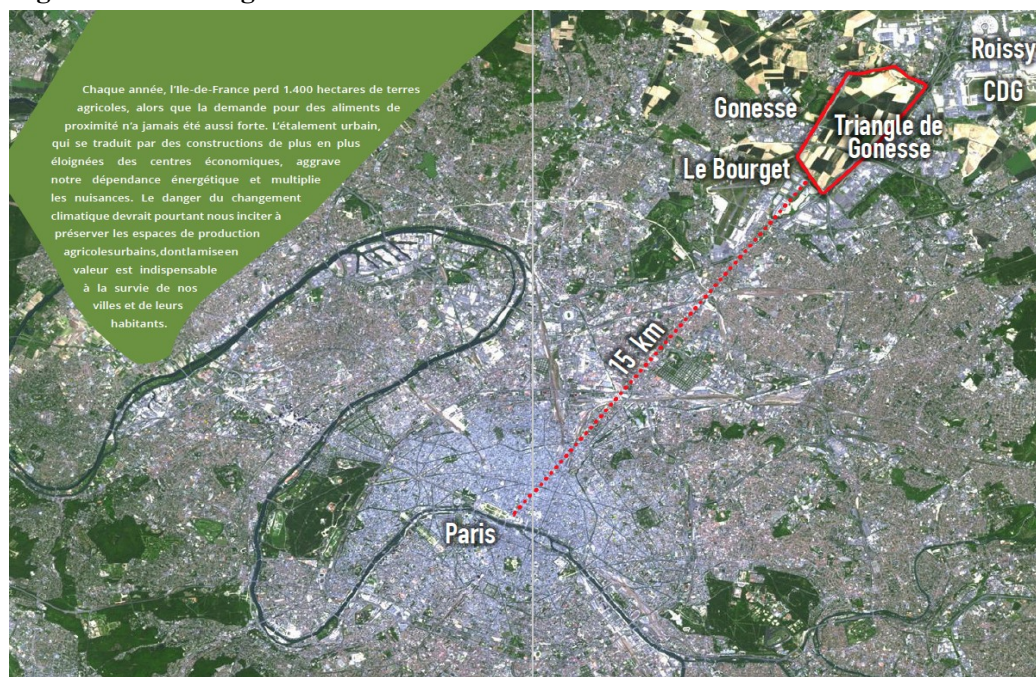 Chaque année, l'Ile-de-France perd 1.400 hectares de terres
agricoles, alors que la demande pour des aliments de
proximité n'a jamais été aussi forte. L'étalement urbain,
qui se traduit par des constructions de plus en plus
éloignées des centres économiques, aggrave
notre dépendance énergétique et multiplie
les nuisances. Le danger du changement
climatique devrait pourtant nous inciter à
préserver les espaces de production
agricolesurbains,dontlamiseen
valeur est indispensable
à la survie de nos
villes et de leurs
habitants.
Roissy
CDG
Gonesse
Triangle de
Gonesse
Le Bourget
15 km
Paris